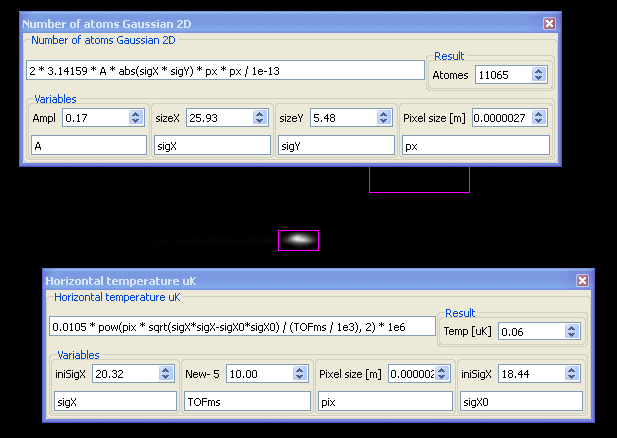 Number of atoms Gaussian 2D
Number of atoms Gaussian 2D
2 * 3.14159 * A * abs(sigX * sigY) * px * px / 1e-13
Result
Atomes 11065
Variables
Ampl 0.17 sizeX 25.93 sizeY 5.48 Pixel size [m] 0.0000027
A sigX sigY px
Horizontal temperature uK
Horizontal temperature uK
0.0105 * pow(pix * sqrt(sigX*sigX-sigX0*sigX0) / (TOFms / 1e3), 2) * 1e6
Result
Temp [uK] 0.06
Variables
iniSigX 20.32 New- 5 10.00 Pixel size [m] 0.000002 iniSigX 18.44
sigX TOFms pix sigX0